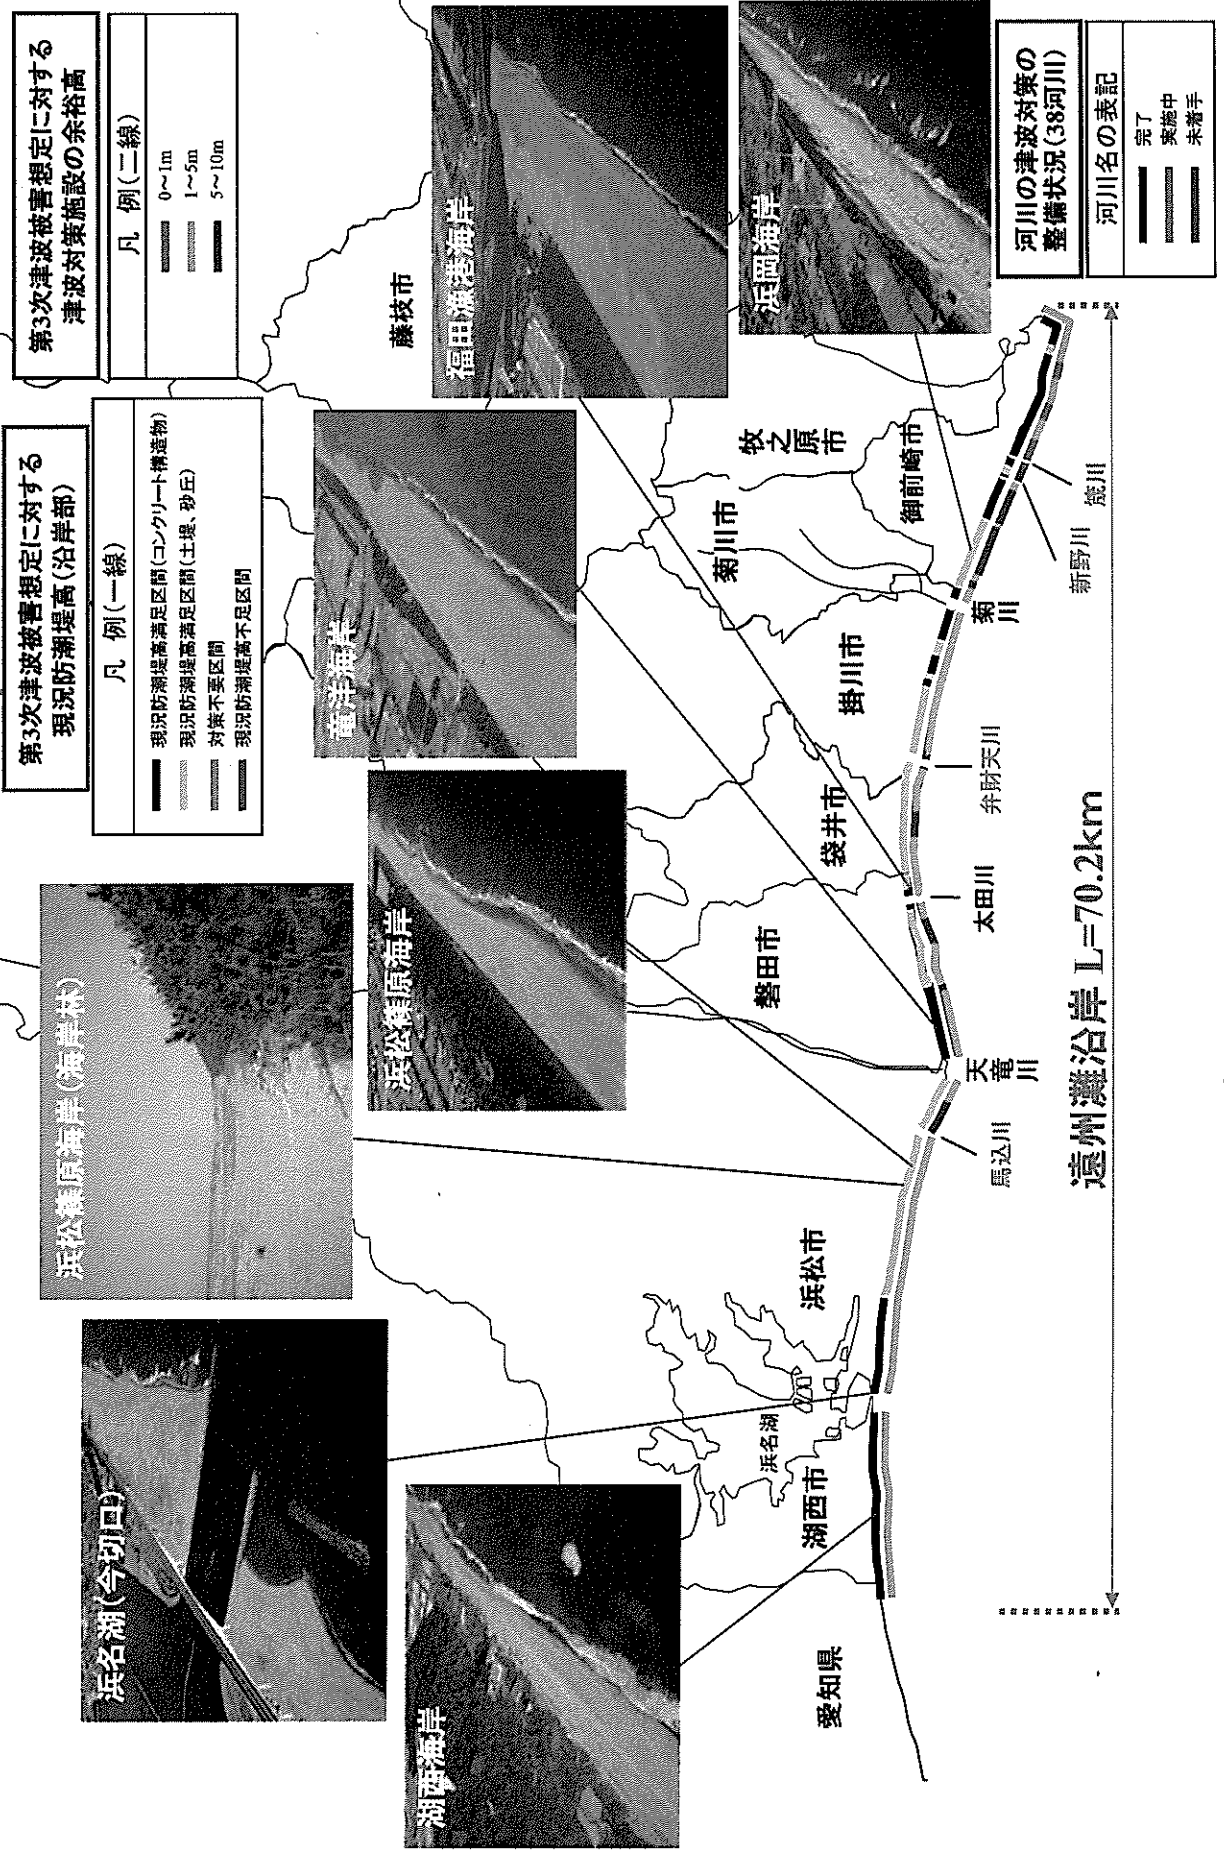 第3次津波被害想定に対する
現況防潮堤高(沿岸部)
凡 例(一線)
現況防潮堤高満足区間(コンクリート構造物)
現況防潮堤高満足区間(土堤、砂丘)
対策不要区間
現況防潮堤高不足区間
第3次津波被害想定に対する
津波対策施設の余裕高
凡 例(二線)
0~1m
1~5m
5~10m
浜名湖(今切口)
浜松篠原海岸(海岸林)
湖西海岸
浜松篠原海岸
竜洋海岸
福田漁港海岸
浜岡海岸
藤枝市
牧之原
市
御前崎市
菊川市
掛川市
袋井市
磐田市
浜松市
浜名湖
湖西市
愛知県
馬込川
天
竜
川
太田川
弁財天川
菊
川
新野川
筬川
遠州灘沿岸 L=70.2km
河川の津波対策の
整備状況(38河川)
河川名の表記
完了
実施中
未着手